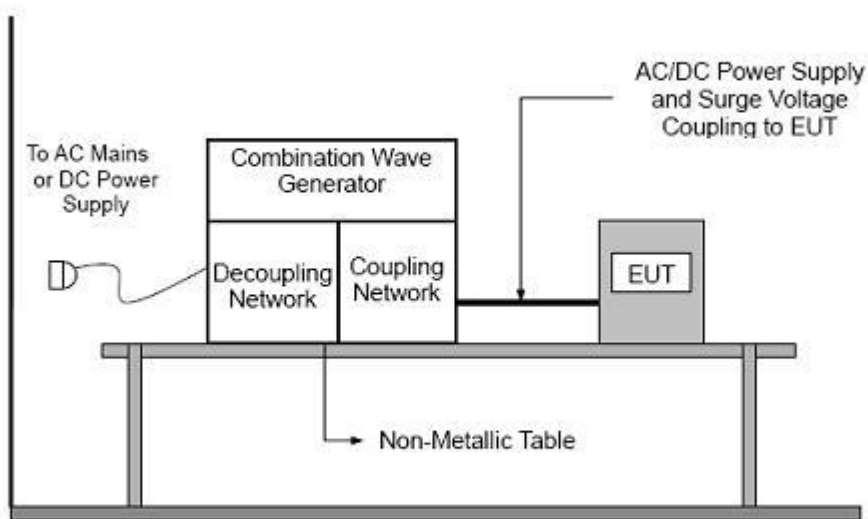 AC/DC Power Supply
and Surge Voltage
Coupling to EUT
To AC Mains
or DC Power
Supply
Combination Wave
Generator
Decoupling
Network
Coupling
Network
EUT
Non-Metallic Table